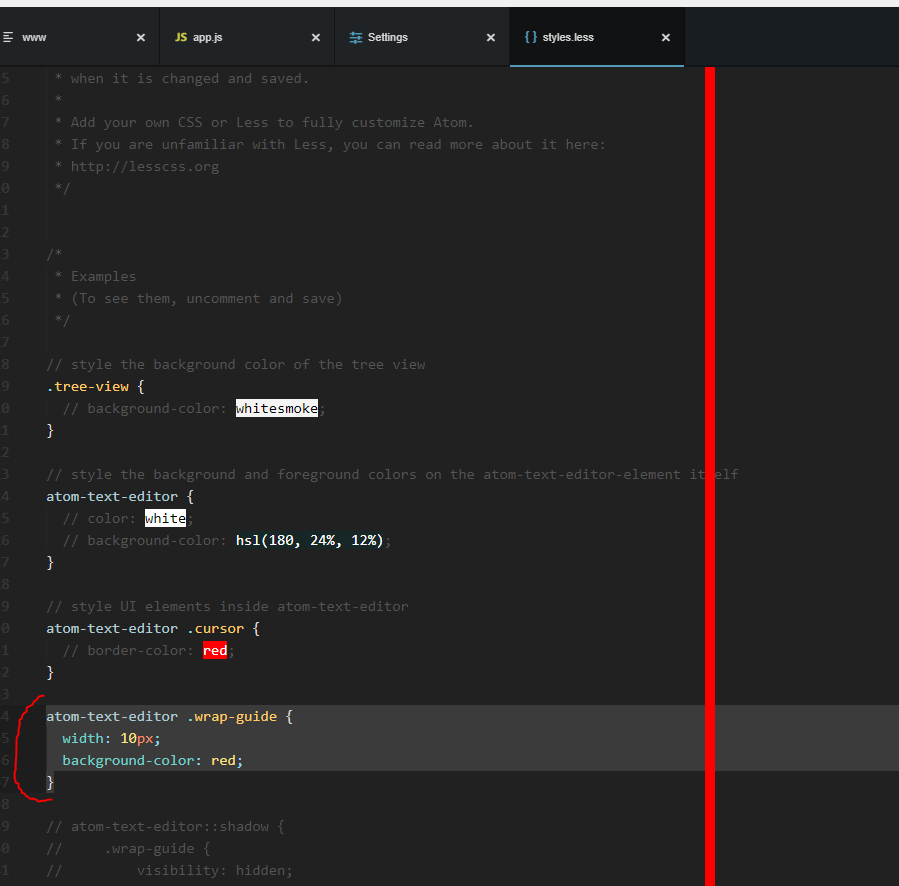 www × JS app.js × Settings × {} styles.less ×
5 * when it is changed and saved.
6 *
7 * Add your own CSS or Less to fully customize Atom.
8 * If you are unfamiliar with Less, you can read more about it here:
9 * http://lesscss.org
0 */
1
2
3 /*
4 * Examples
5 * (To see them, uncomment and save)
6 */
7
8 // style the background color of the tree view
9 .tree-view {
0 // background-color: whitesmoke;
1 }
2
3 // style the background and foreground colors on the atom-text-editor-element itself
4 atom-text-editor {
5 // color: white;
6 // background-color: hsl(180, 24%, 12%);
7 }
8
9 // style UI elements inside atom-text-editor
0 atom-text-editor .cursor {
1 // border-color: red;
2 }
3
4 atom-text-editor .wrap-guide {
5 width: 10px;
6 background-color: red;
7 }
8
9 // atom-text-editor::shadow {
0 // .wrap-guide {
1 // visibility: hidden;